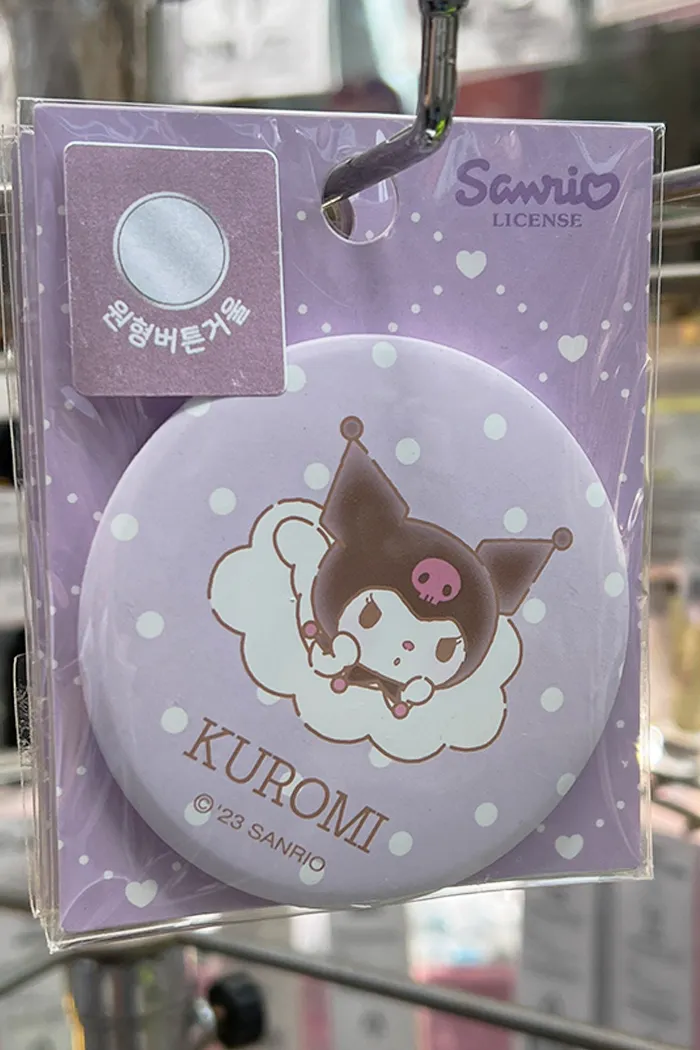 Sanrio
LICENSE
원형버튼거울
KUROMI
© '23 SANRIO